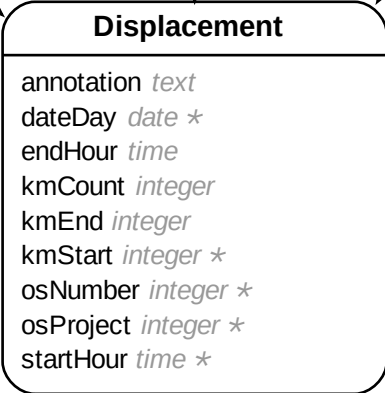 Displacement
annotation text
dateDay date *
endHour time
kmCount integer
kmEnd integer
kmStart integer *
osNumber integer *
osProject integer *
startHour time *